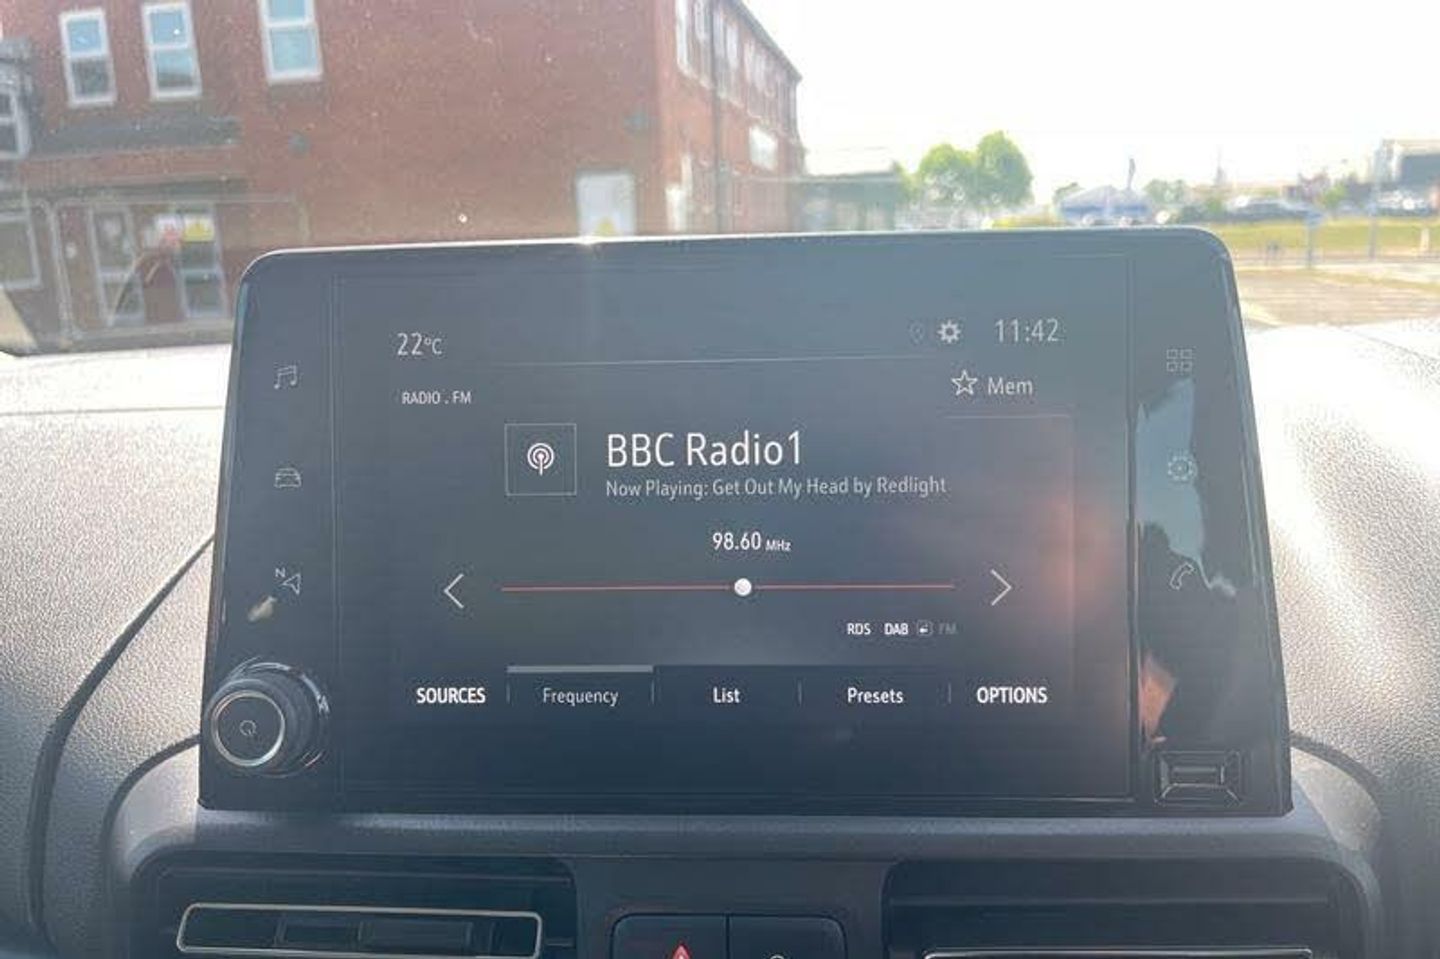 22°C
11:42
RADIO . FM
Mem
BBC Radio1
Now Playing: Get Out My Head by Redlight
98.60 MHz
N
RDS DAB FM
SOURCES Frequency List Presets OPTIONS